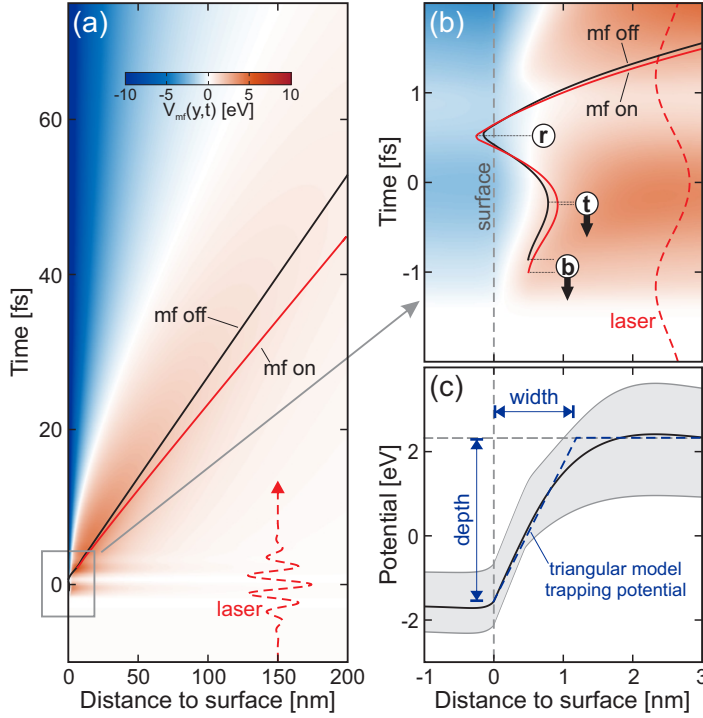 (a)
-10 -5 0 5 10
V_mf(y,t) [eV]
mf off
mf on
laser
Time [fs]
60
40
20
0
0 50 100 150 200
Distance to surface [nm]
(b)
mf off
mf on
r
surface
t
b
laser
Time [fs]
1
0
-1
(c)
width
depth
triangular model
trapping potential
Potential [eV]
2
0
-2
-1 0 1 2 3
Distance to surface [nm]